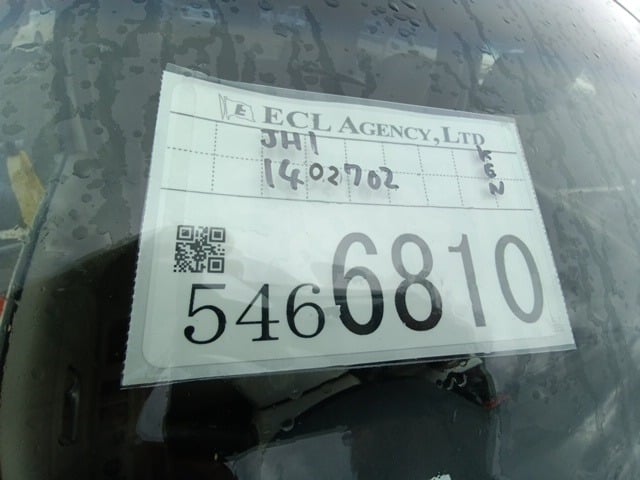 E ECL AGENCY, LTD
JH1
1402702
KGN
5466810